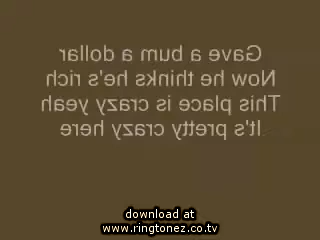 Gave a bum a dollar
Now he thinks he's rich
This place is crazy yeah
It's pretty crazy here
download at
www.ringtonez.co.tv